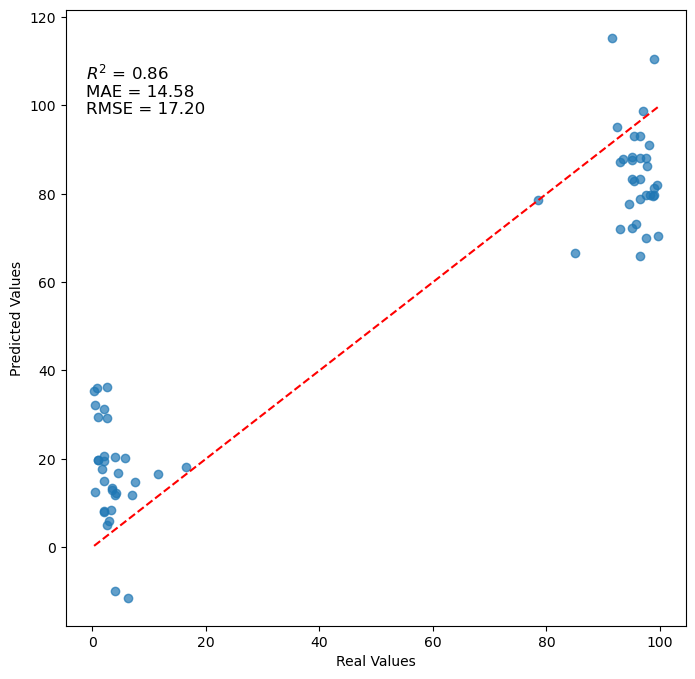 120
100
80
60
40
20
0
R² = 0.86
MAE = 14.58
RMSE = 17.20
Predicted Values
0 20 40 60 80 100
Real Values